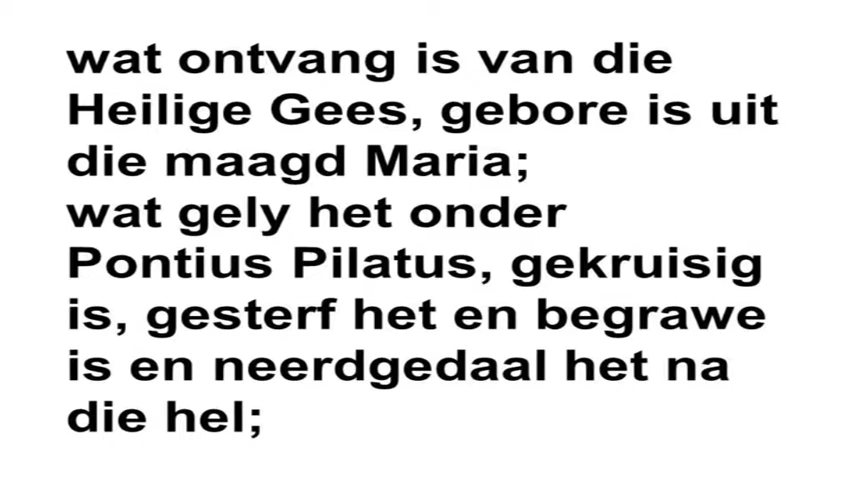 wat ontvang is van die
Heilige Gees, gebore is uit
die maagd Maria;
wat gely het onder
Pontius Pilatus, gekruisig
is, gesterf het en begrawe
is en neerdgedaal het na
die hel;